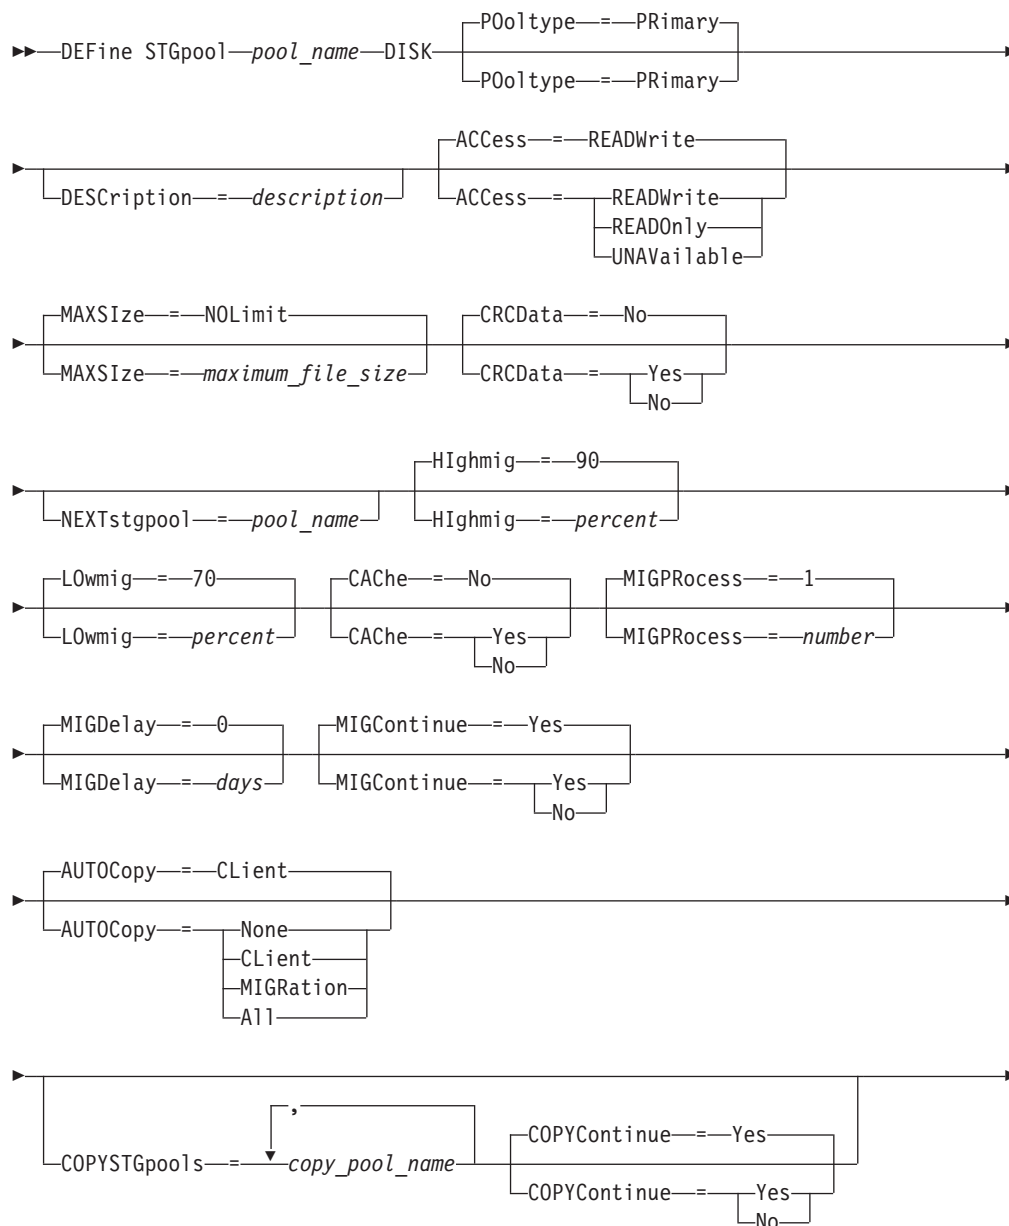 POoltype = PRimary
DEFine STGpool pool_name DISK
POoltype = PRimary
ACCess = READWrite
DESCription = description
ACCess = READWrite
READOnly
UNAVailable
MAXSIze = NOLimit
CRCData = No
MAXSIze = maximum_file_size
CRCData = Yes
No
HIghmig = 90
NEXTstgpool = pool_name
HIghmig = percent
LOwmig = 70
CAChe = No
MIGPRocess = 1
LOwmig = percent
CAChe = Yes
No
MIGPRocess = number
MIGDelay = 0
MIGContinue = Yes
MIGDelay = days
MIGContinue = Yes
No
AUTOCopy = CLient
AUTOCopy = None
CLient
MIGRation
All
,
COPYContinue = Yes
COPYSTGpools = copy_pool_name
COPYContinue = Yes
No